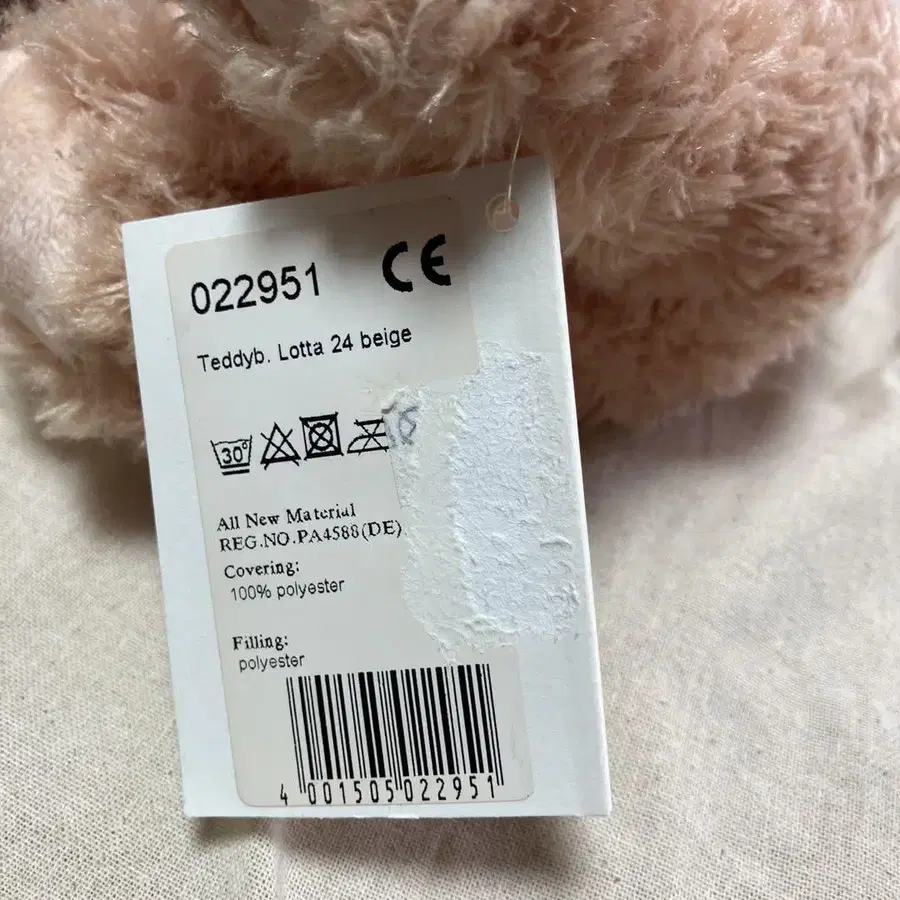 022951 CE
Teddyb. Lotta 24 beige
30°
All New Material
REG.NO.PA4588(DE)
Covering:
100% polyester
Filling:
polyester
4 001505 022951